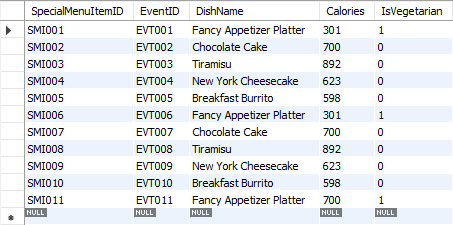 SpecialMenuItemID EventID DishName Calories IsVegetarian
SMI001 EVT001 Fancy Appetizer Platter 301 1
SMI002 EVT002 Chocolate Cake 700 0
SMI003 EVT003 Tiramisu 892 0
SMI004 EVT004 New York Cheesecake 623 0
SMI005 EVT005 Breakfast Burrito 598 0
SMI006 EVT006 Fancy Appetizer Platter 301 1
SMI007 EVT007 Chocolate Cake 700 0
SMI008 EVT008 Tiramisu 892 0
SMI009 EVT009 New York Cheesecake 623 0
SMI010 EVT010 Breakfast Burrito 598 0
SMI011 EVT011 Fancy Appetizer Platter 700 1
NULL NULL NULL NULL NULL